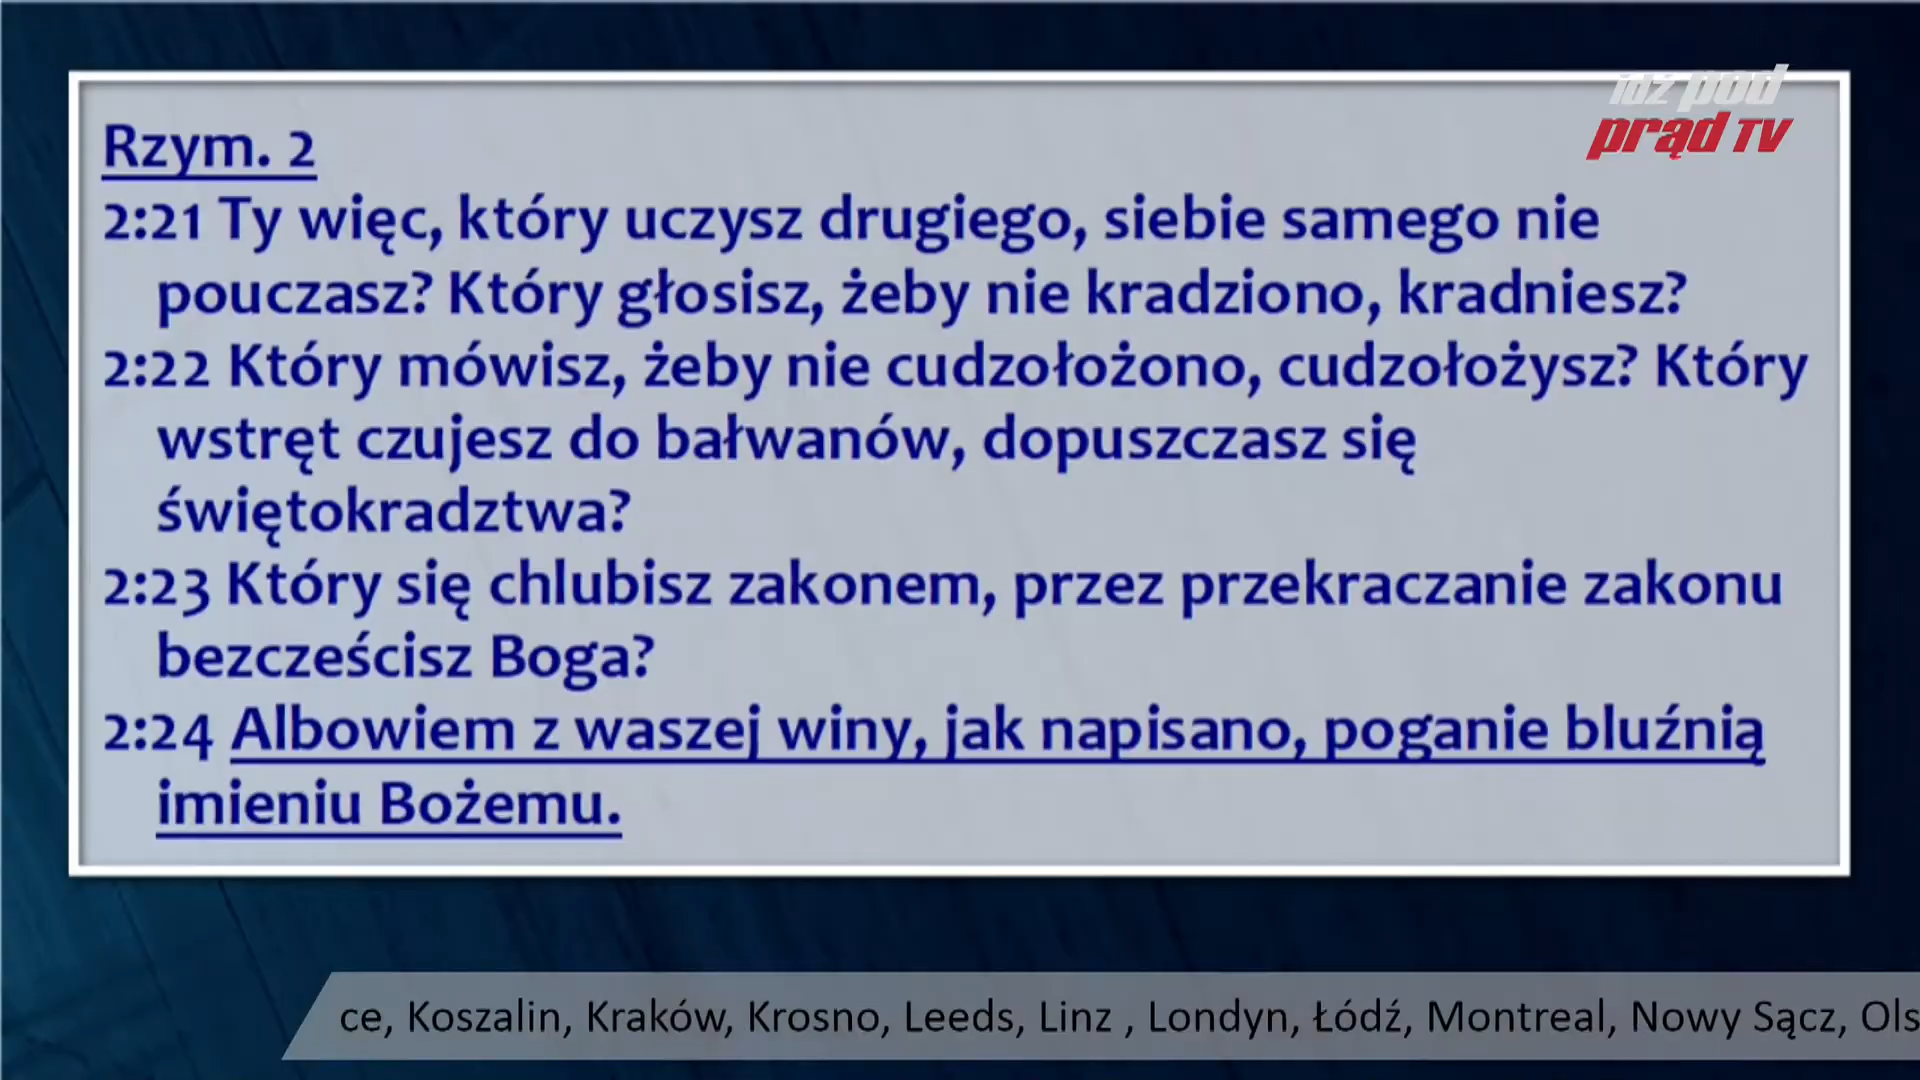 idź pod
prąd TV
Rzym. 2
2:21 Ty więc, który uczysz drugiego, siebie samego nie
pouczasz? Który głosisz, żeby nie kradziono, kradniesz?
2:22 Który mówisz, żeby nie cudzołożono, cudzołożysz? Który
wstręt czujesz do bałwanów, dopuszczasz się
świętokradztwa?
2:23 Który się chlubisz zakonem, przez przekraczanie zakonu
bezcześcisz Boga?
2:24 Albowiem z waszej winy, jak napisano, poganie bluźnią
imieniu Bożemu.
ce, Koszalin, Kraków, Krosno, Leeds, Linz , Londyn, Łódź, Montreal, Nowy Sącz, Ols